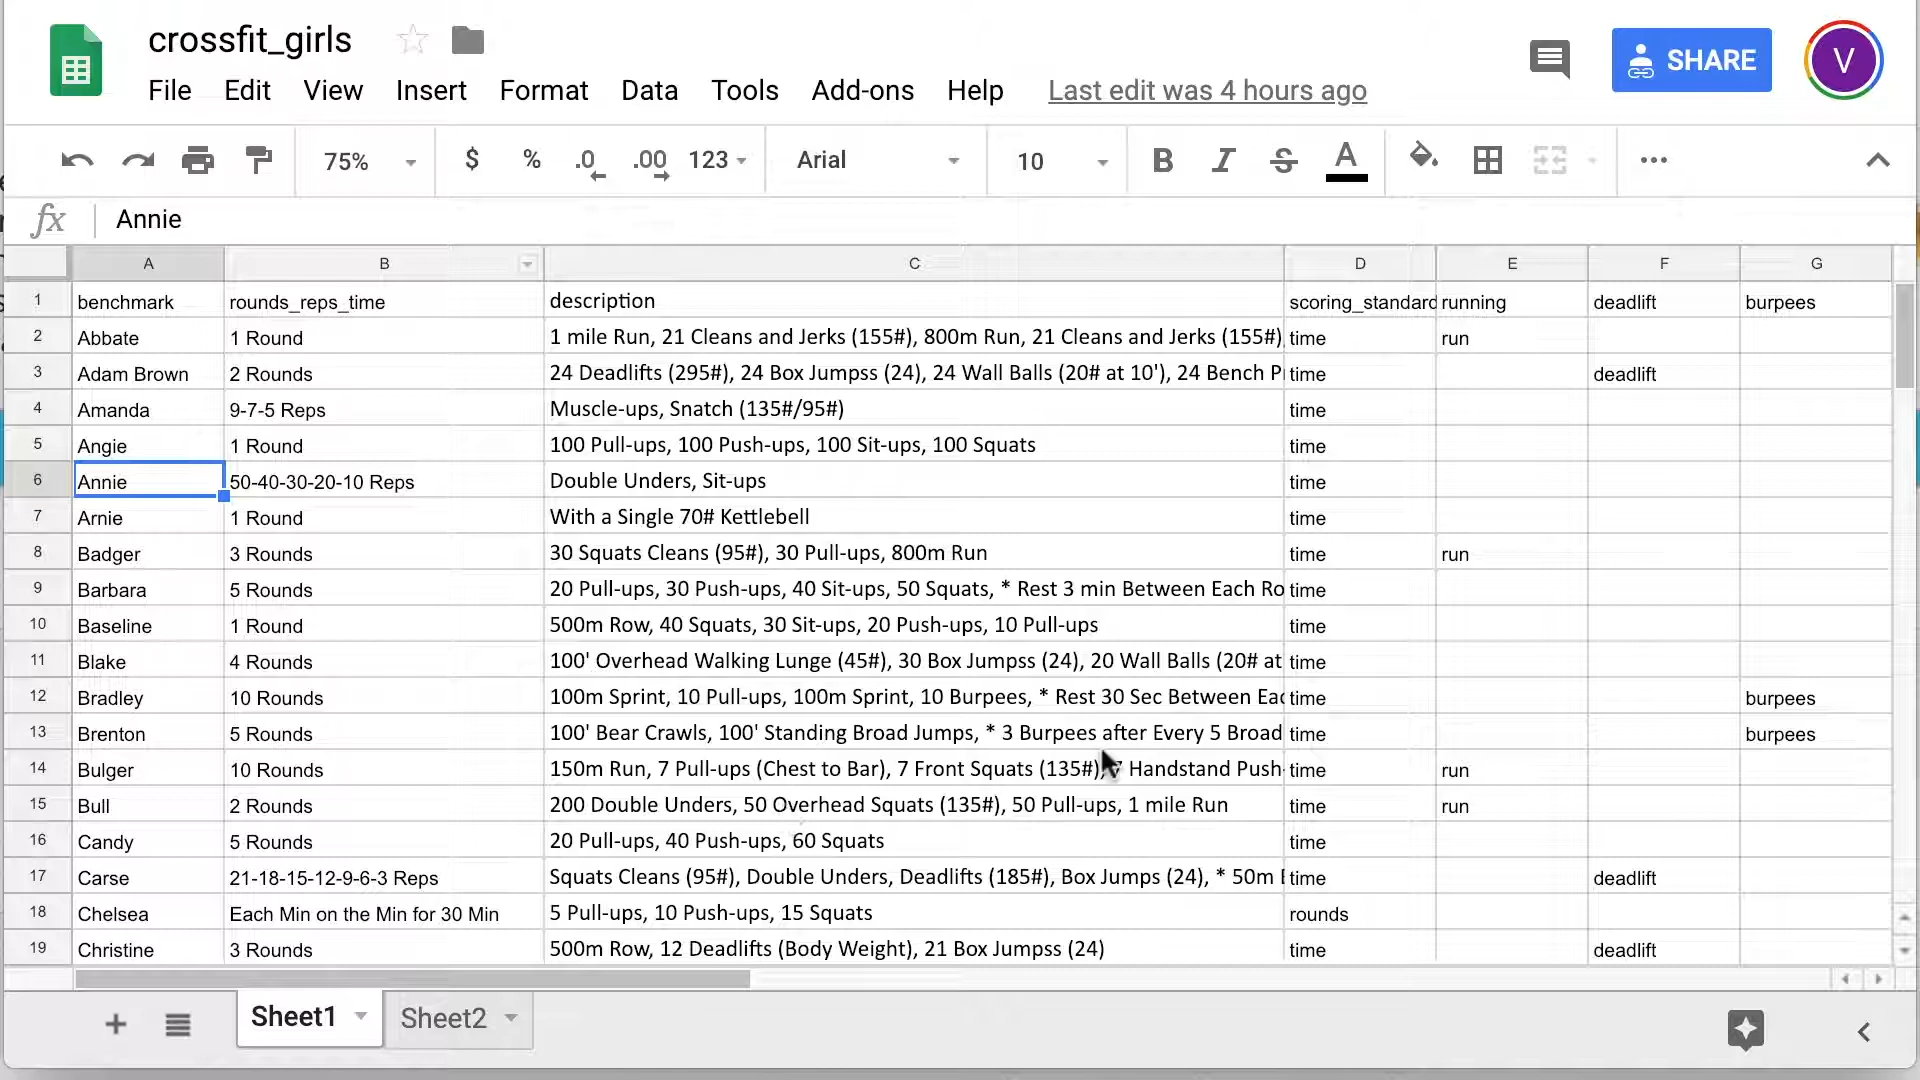 crossfit_girls
SHARE
V
File Edit View Insert Format Data Tools Add-ons Help Last edit was 4 hours ago
75% $ % .0 .00 123 Arial 10 B I S A
fx Annie
A B C D E F G
1 benchmark rounds_reps_time description scoring_standard running deadlift burpees
2 Abbate 1 Round 1 mile Run, 21 Cleans and Jerks (155#), 800m Run, 21 Cleans and Jerks (155#), time run
3 Adam Brown 2 Rounds 24 Deadlifts (295#), 24 Box Jumpss (24), 24 Wall Balls (20# at 10'), 24 Bench P time deadlift
4 Amanda 9-7-5 Reps Muscle-ups, Snatch (135#/95#) time
5 Angie 1 Round 100 Pull-ups, 100 Push-ups, 100 Sit-ups, 100 Squats time
6 Annie 50-40-30-20-10 Reps Double Unders, Sit-ups time
7 Arnie 1 Round With a Single 70# Kettlebell time
8 Badger 3 Rounds 30 Squats Cleans (95#), 30 Pull-ups, 800m Run time run
9 Barbara 5 Rounds 20 Pull-ups, 30 Push-ups, 40 Sit-ups, 50 Squats, * Rest 3 min Between Each Ro time
10 Baseline 1 Round 500m Row, 40 Squats, 30 Sit-ups, 20 Push-ups, 10 Pull-ups time
11 Blake 4 Rounds 100' Overhead Walking Lunge (45#), 30 Box Jumpss (24), 20 Wall Balls (20# at time
12 Bradley 10 Rounds 100m Sprint, 10 Pull-ups, 100m Sprint, 10 Burpees, * Rest 30 Sec Between Eac time burpees
13 Brenton 5 Rounds 100' Bear Crawls, 100' Standing Broad Jumps, * 3 Burpees after Every 5 Broad time burpees
14 Bulger 10 Rounds 150m Run, 7 Pull-ups (Chest to Bar), 7 Front Squats (135#), 7 Handstand Push- time run
15 Bull 2 Rounds 200 Double Unders, 50 Overhead Squats (135#), 50 Pull-ups, 1 mile Run time run
16 Candy 5 Rounds 20 Pull-ups, 40 Push-ups, 60 Squats time
17 Carse 21-18-15-12-9-6-3 Reps Squats Cleans (95#), Double Unders, Deadlifts (185#), Box Jumps (24), * 50m time deadlift
18 Chelsea Each Min on the Min for 30 Min 5 Pull-ups, 10 Push-ups, 15 Squats rounds
19 Christine 3 Rounds 500m Row, 12 Deadlifts (Body Weight), 21 Box Jumpss (24) time deadlift
Sheet1 Sheet2